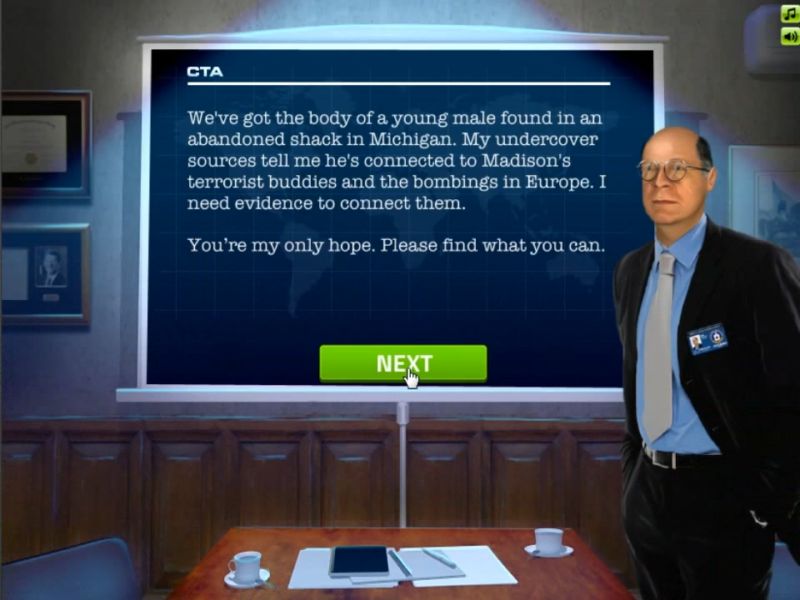 CTA
We've got the body of a young male found in an
abandoned shack in Michigan. My undercover
sources tell me he's connected to Madison's
terrorist buddies and the bombings in Europe. I
need evidence to connect them.
You're my only hope. Please find what you can.
NEXT